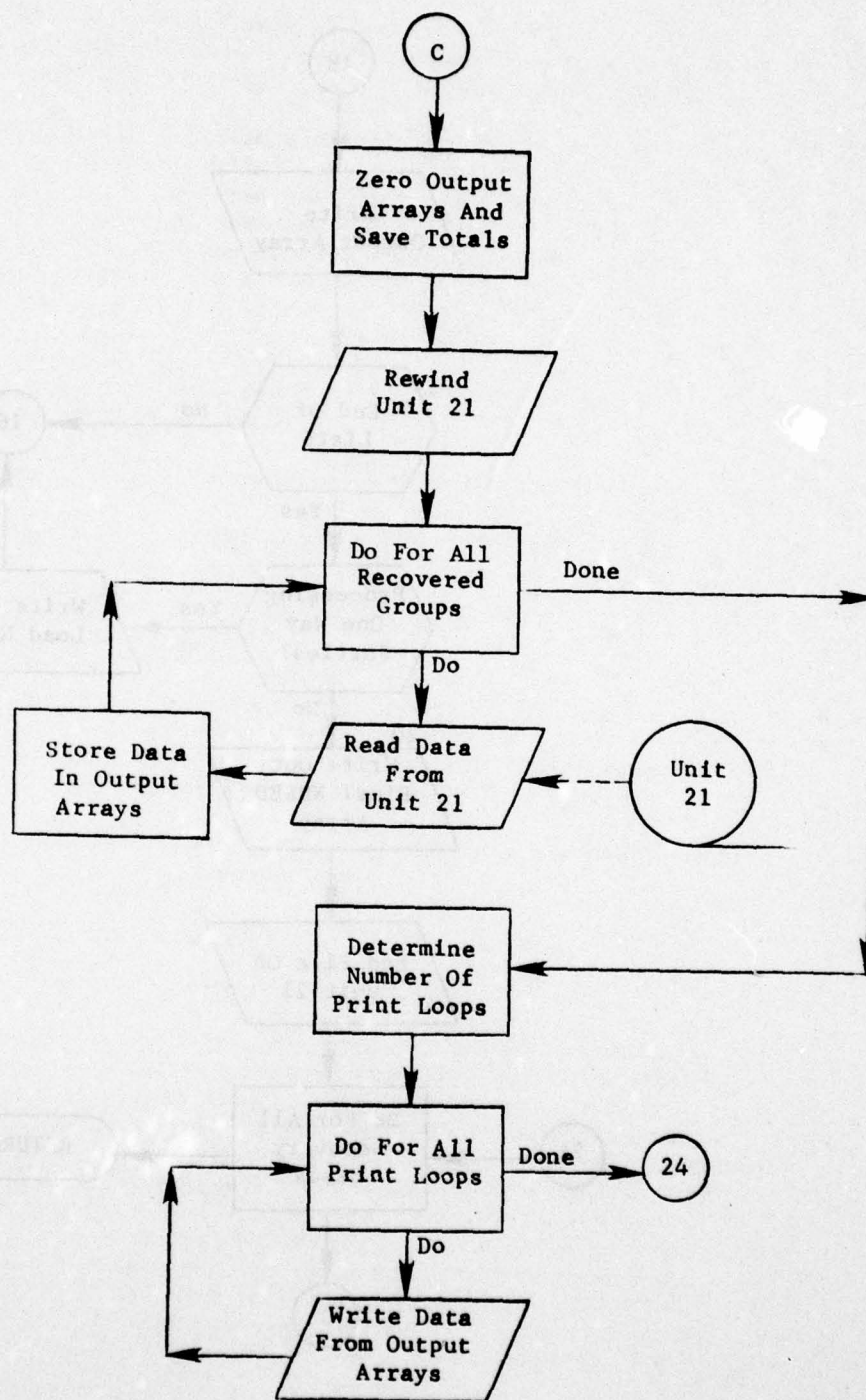 C
Zero Output
Arrays And
Save Totals
Rewind
Unit 21
Do For All
Recovered
Groups
Done
Do
Store Data
In Output
Arrays
Read Data
From
Unit 21
Unit
21
Determine
Number Of
Print Loops
Do For All
Print Loops
Done
24
Do
Write Data
From Output
Arrays